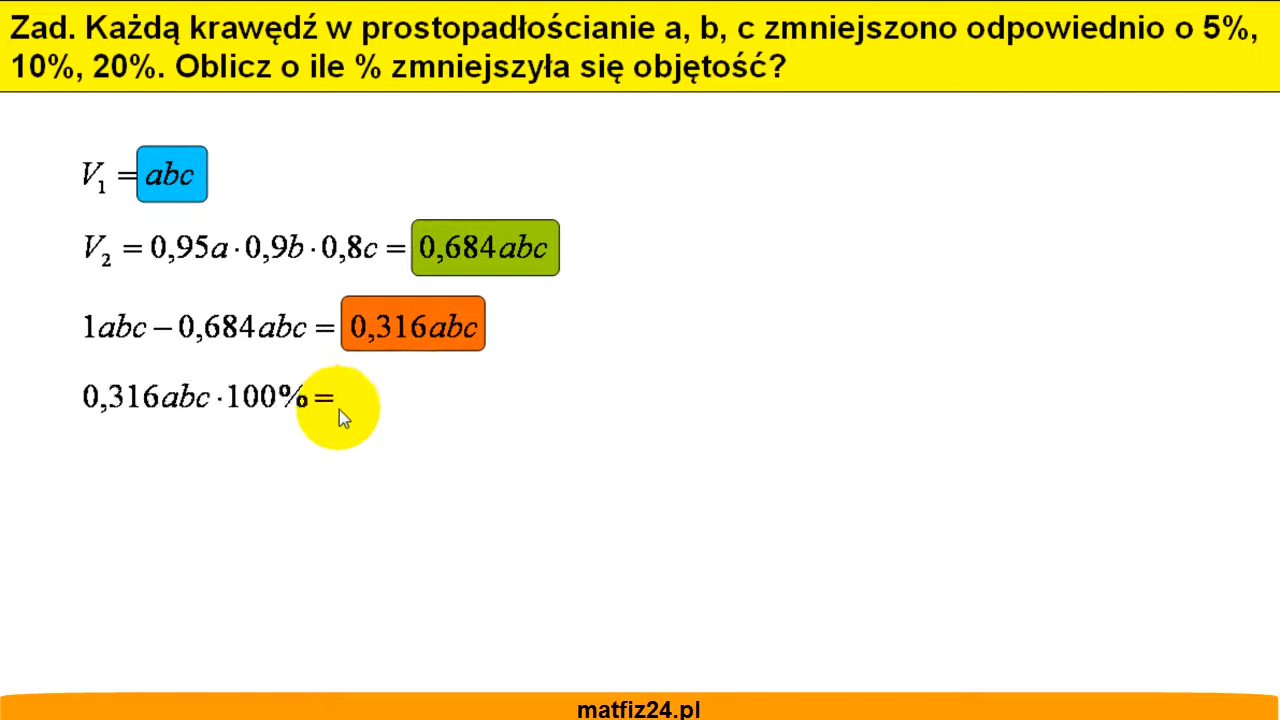 Zad. Każdą krawędź w prostopadłościanie a, b, c zmniejszono odpowiednio o 5%,
10%, 20%. Oblicz o ile % zmniejszyła się objętość?
V₁ = abc
V₂ = 0,95a · 0,9b · 0,8c = 0,684abc
1abc − 0,684abc = 0,316abc
0,316abc · 100% =
matfiz24.pl